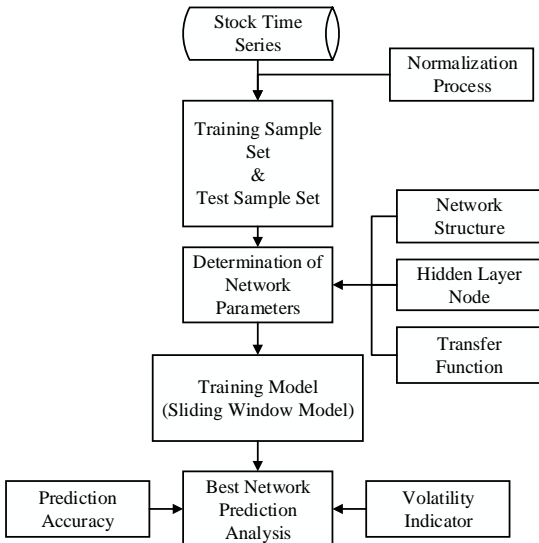 Stock Time
Series
Normalization
Process
Training Sample
Set
&
Test Sample Set
Network
Structure
Determination of
Network
Parameters
Hidden Layer
Node
Transfer
Function
Training Model
(Sliding Window Model)
Prediction
Accuracy
Best Network
Prediction
Analysis
Volatility
Indicator